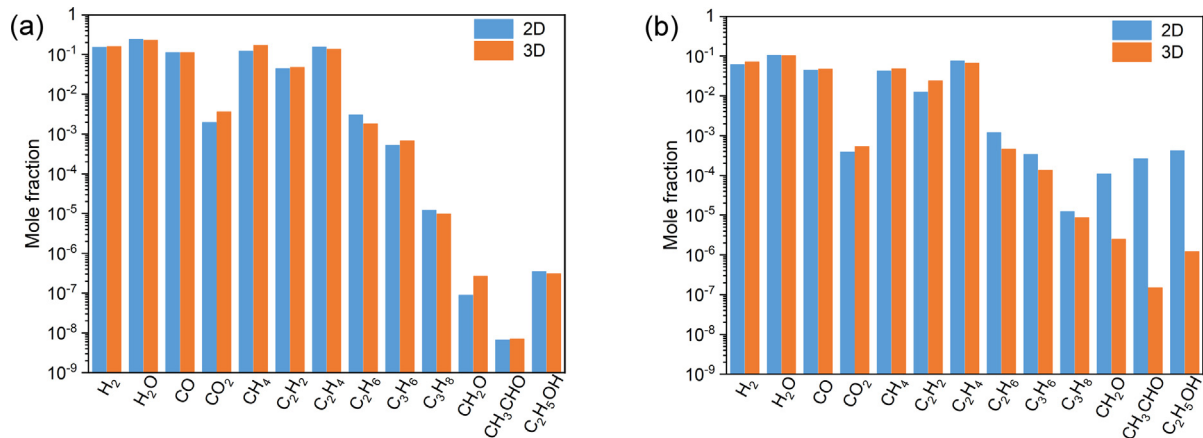 (a)
Mole fraction
1
10⁻¹
10⁻²
10⁻³
10⁻⁴
10⁻⁵
10⁻⁶
10⁻⁷
10⁻⁸
10⁻⁹
2D
3D
H₂
H₂O
CO
CO₂
CH₄
C₂H₂
C₂H₄
C₂H₆
C₃H₆
C₃H₈
CH₂O
CH₃CHO
C₂H₅OH
(b)
Mole fraction
1
10⁻¹
10⁻²
10⁻³
10⁻⁴
10⁻⁵
10⁻⁶
10⁻⁷
10⁻⁸
10⁻⁹
2D
3D
H₂
H₂O
CO
CO₂
CH₄
C₂H₂
C₂H₄
C₂H₆
C₃H₆
C₃H₈
CH₂O
CH₃CHO
C₂H₅OH